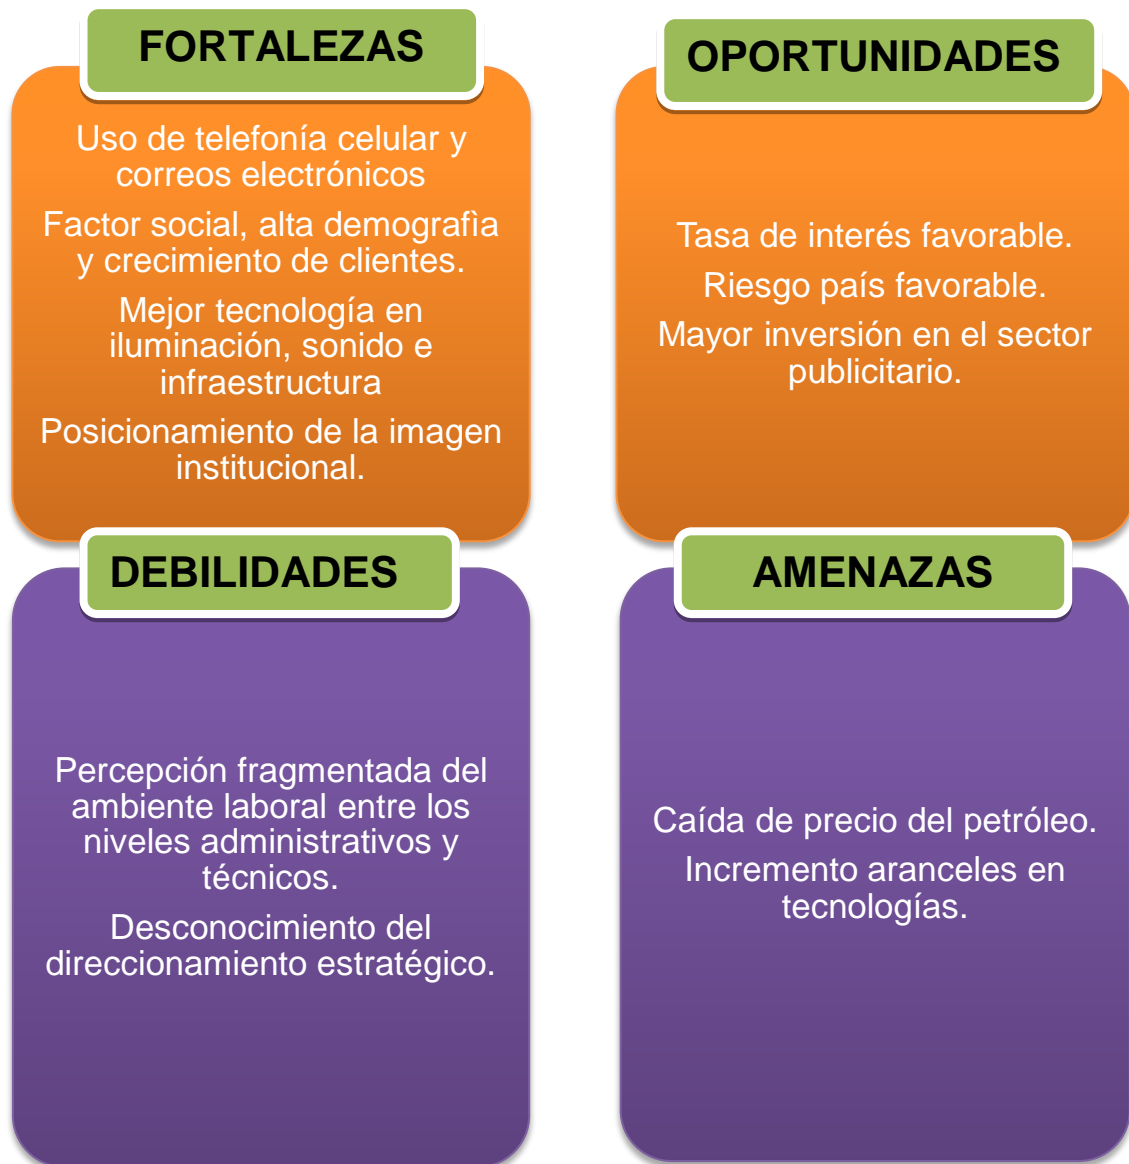 FORTALEZAS
Uso de telefonía celular y
correos electrónicos
Factor social, alta demografìa
y crecimiento de clientes.
Mejor tecnología en
iluminación, sonido e
infraestructura
Posicionamiento de la imagen
institucional.
OPORTUNIDADES
Tasa de interés favorable.
Riesgo país favorable.
Mayor inversión en el sector
publicitario.
DEBILIDADES
Percepción fragmentada del
ambiente laboral entre los
niveles administrativos y
técnicos.
Desconocimiento del
direccionamiento estratégico.
AMENAZAS
Caída de precio del petróleo.
Incremento aranceles en
tecnologías.